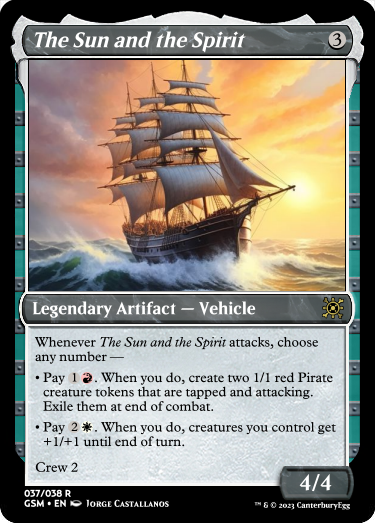 The Sun and the Spirit 3
Legendary Artifact — Vehicle
Whenever The Sun and the Spirit attacks, choose
any number —
• Pay 1. When you do, create two 1/1 red Pirate
creature tokens that are tapped and attacking.
Exile them at end of combat.
• Pay 2. When you do, creatures you control get
+1/+1 until end of turn.
Crew 2
4/4
037/038 R
GSM • EN Jorge Castallanos
™ & © 2023 CanterburyEgg